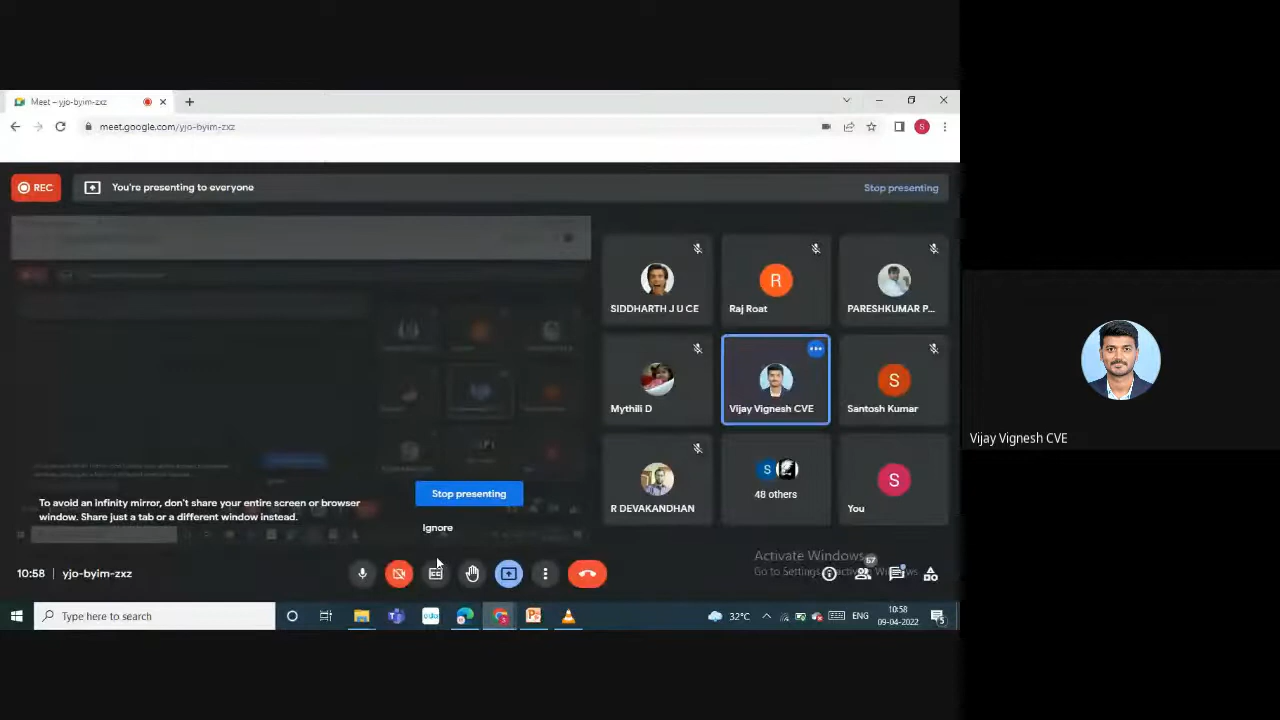 Meet – yjo-byim-zxz
meet.google.com/yjo-byim-zxz
S
REC
You're presenting to everyone
Stop presenting
SIDDHARTH J U CE
R
Raj Roat
PARESHKUMAR P...
Mythili D
Vijay Vignesh CVE
S
Santosh Kumar
R DEVAKANDHAN
S
48 others
S
You
To avoid an infinity mirror, don't share your entire screen or browser
window. Share just a tab or a different window instead.
Stop presenting
Ignore
Vijay Vignesh CVE
Activate Windows
Go to Settings
57
10:58
yjo-byim-zxz
Type here to search
32°C
ENG
10:58
09-04-2022
5